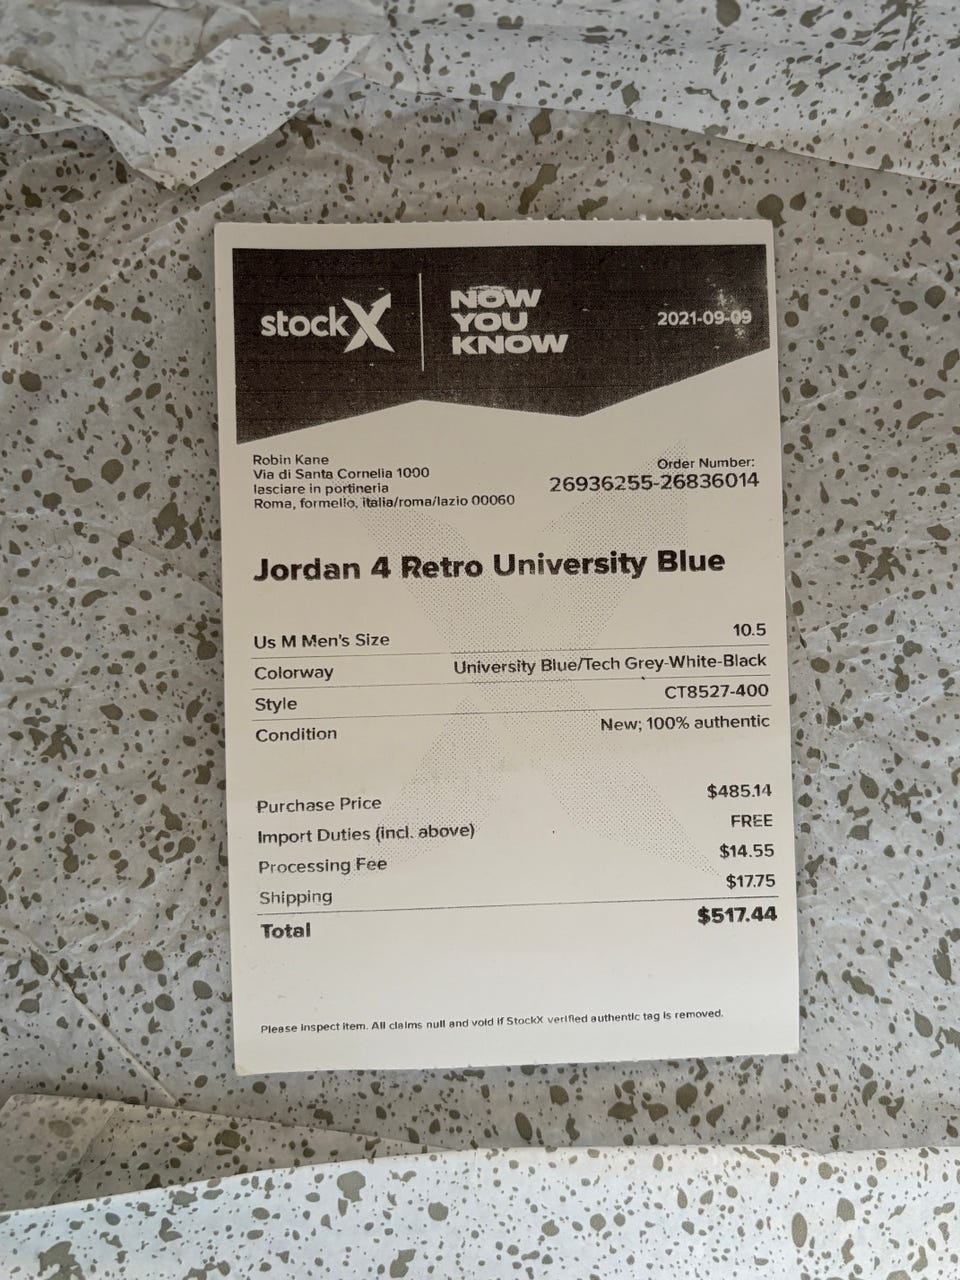 stockX
NOW
YOU
KNOW
2021-09-09
Robin Kane
Via di Santa Cornelia 1000
lasciare in portineria
Roma, formello, italia/roma/lazio 00060
Order Number:
26936255-26836014
Jordan 4 Retro University Blue
Us M Men's Size 10.5
Colorway University Blue/Tech Grey-White-Black
Style CT8527-400
Condition New; 100% authentic
Purchase Price $485.14
Import Duties (incl. above) FREE
Processing Fee $14.55
Shipping $17.75
Total $517.44
Please inspect item. All claims null and void if StockX verified authentic tag is removed.